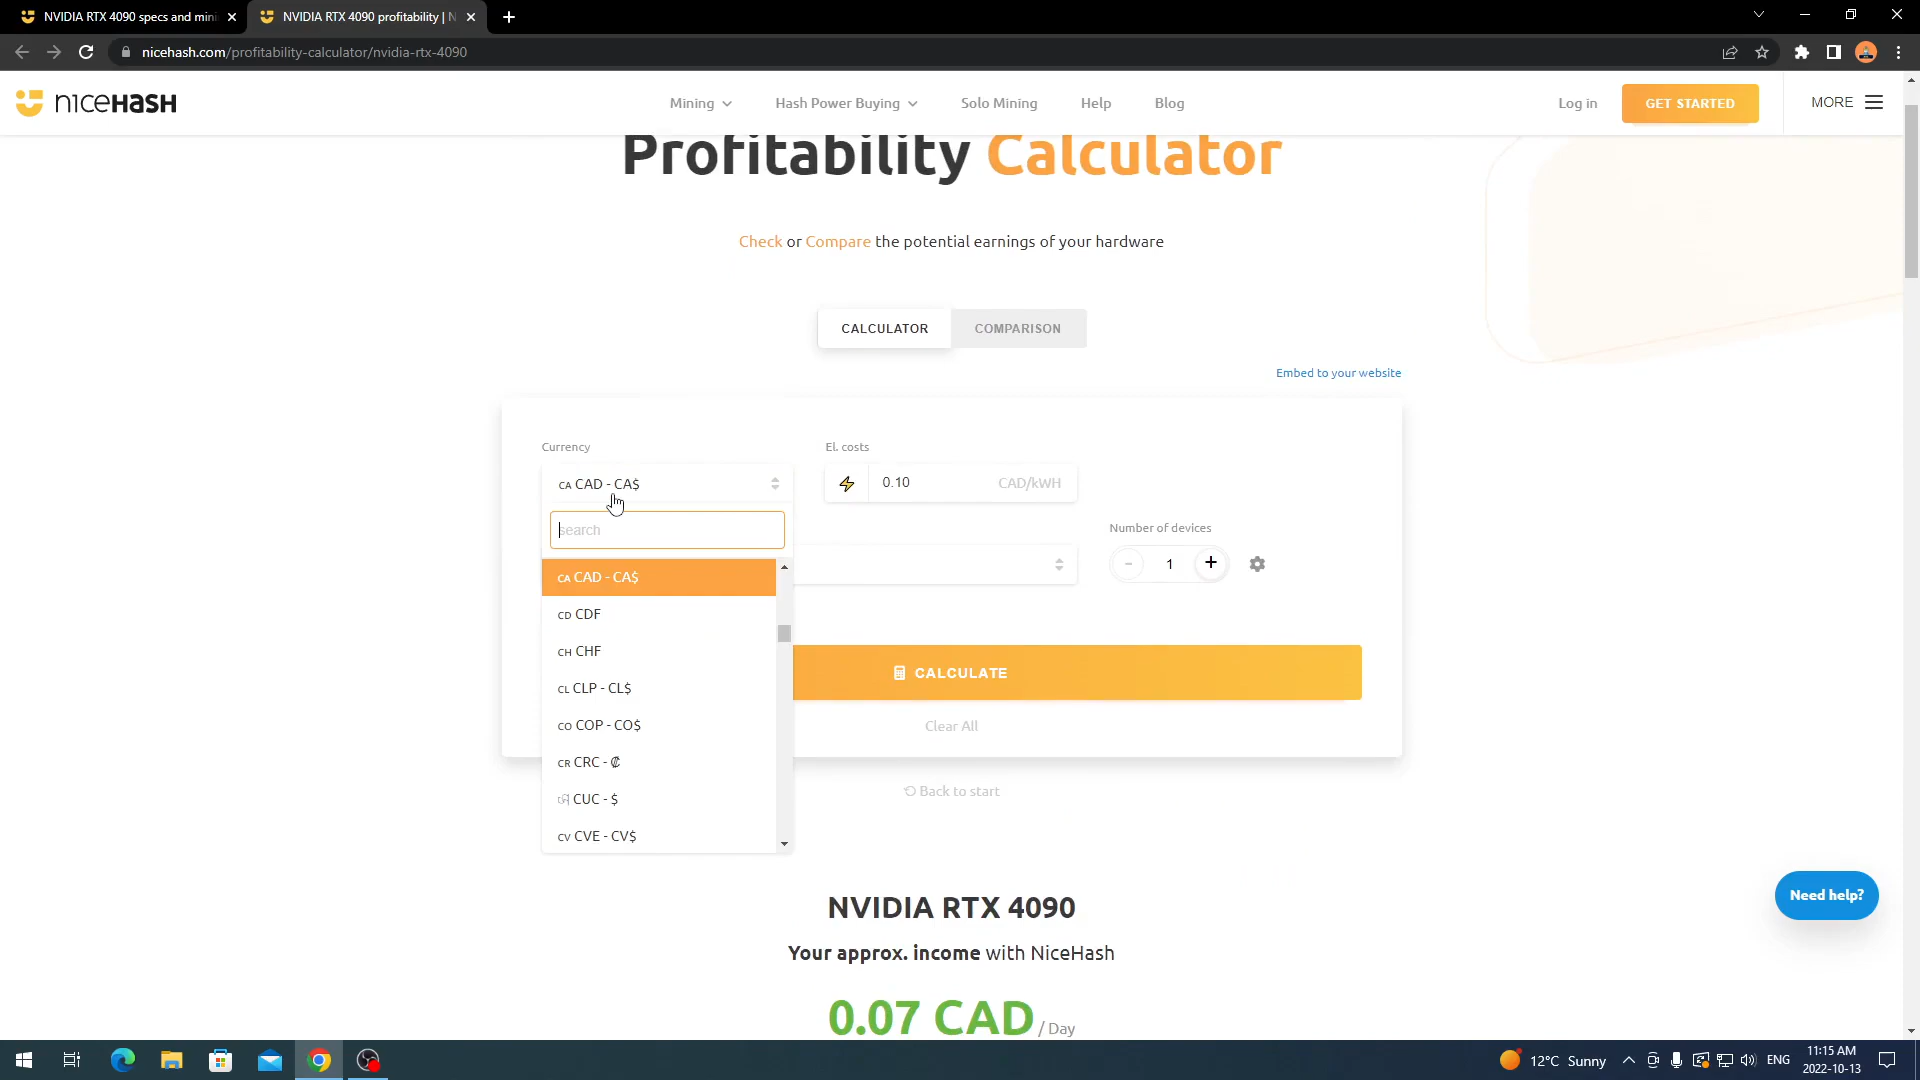 NVIDIA RTX 4090 specs and mini
NVIDIA RTX 4090 profitability | N
nicehash.com/profitability-calculator/nvidia-rtx-4090
nicehash
Mining
Hash Power Buying
Solo Mining
Help
Blog
Log in
GET STARTED
MORE
Profitability Calculator
Check or Compare the potential earnings of your hardware
CALCULATOR
COMPARISON
Embed to your website
Currency
El. costs
CA CAD - CA$
0.10
CAD/kWH
search
Number of devices
1
CA CAD - CA$
CD CDF
CH CHF
CL CLP - CL$
CO COP - CO$
CR CRC - ₡
CUC - $
CV CVE - CV$
CALCULATE
Clear All
Back to start
NVIDIA RTX 4090
Your approx. income with NiceHash
0.07 CAD / Day
Need help?
12°C Sunny
ENG
11:15 AM
2022-10-13